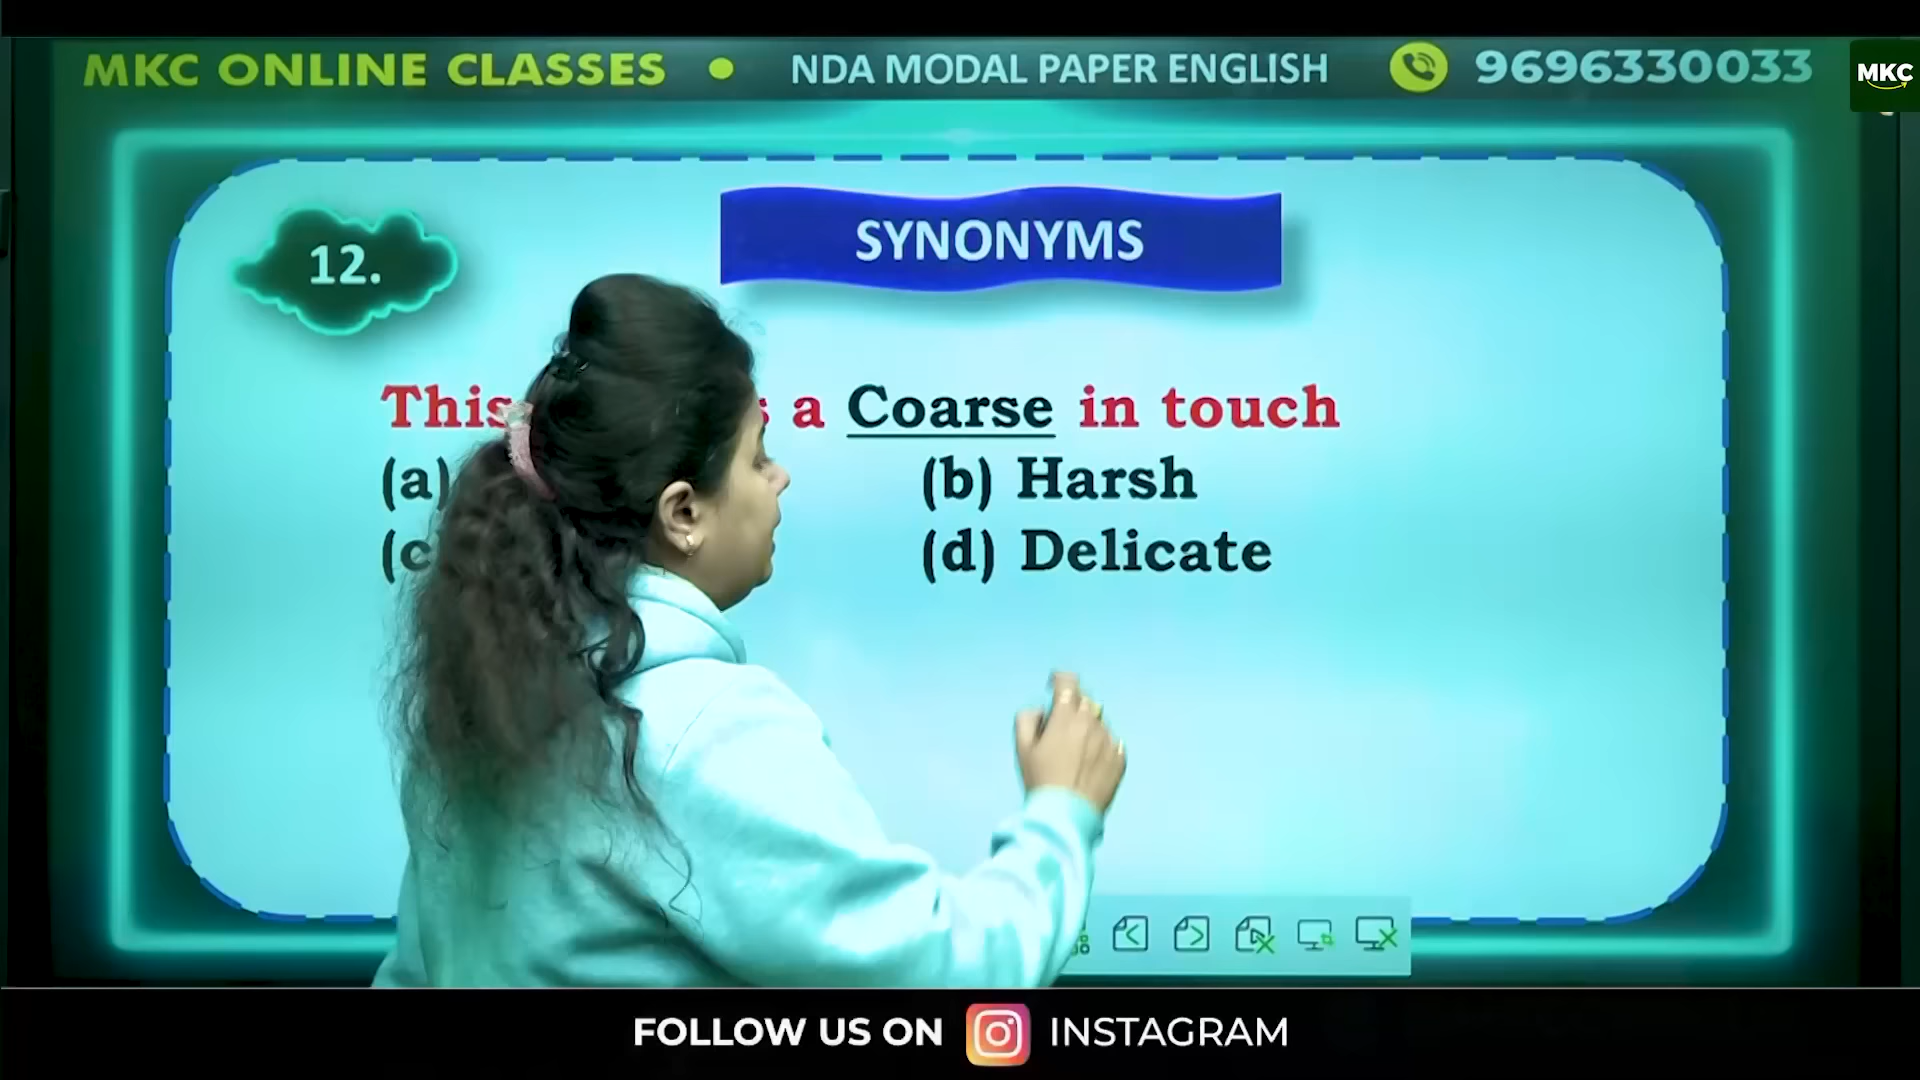 MKC ONLINE CLASSES • NDA MODAL PAPER ENGLISH 9696330033
MKC
12.
SYNONYMS
This a Coarse in touch
(a) (b) Harsh
(c (d) Delicate
FOLLOW US ON INSTAGRAM